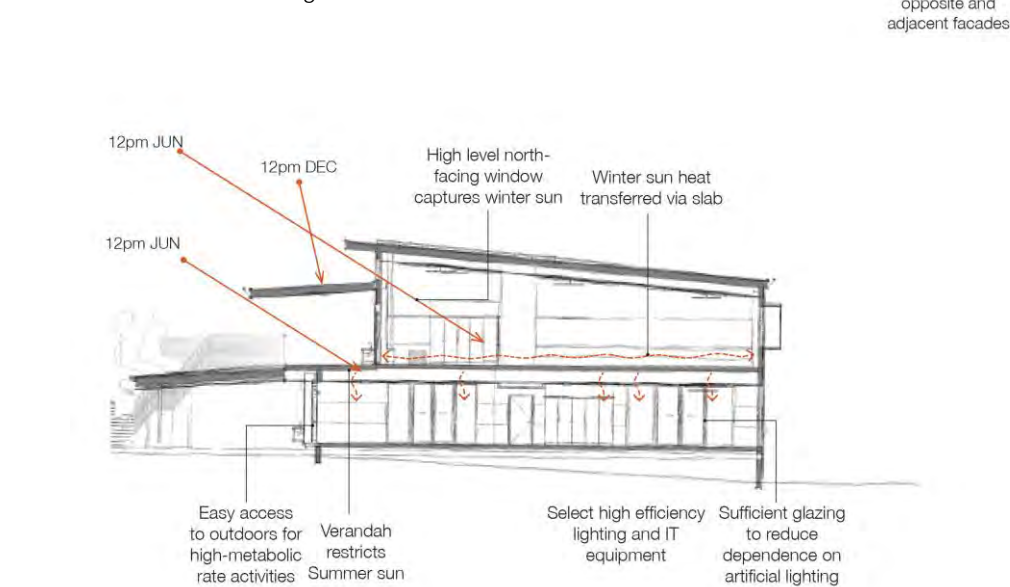 opposite and
adjacent facades
12pm JUN
12pm DEC
High level north-
facing window
captures winter sun
Winter sun heat
transferred via slab
12pm JUN
Easy access
to outdoors for
high-metabolic
rate activities
Verandah
restricts
Summer sun
Select high efficiency
lighting and IT
equipment
Sufficient glazing
to reduce
dependence on
artificial lighting